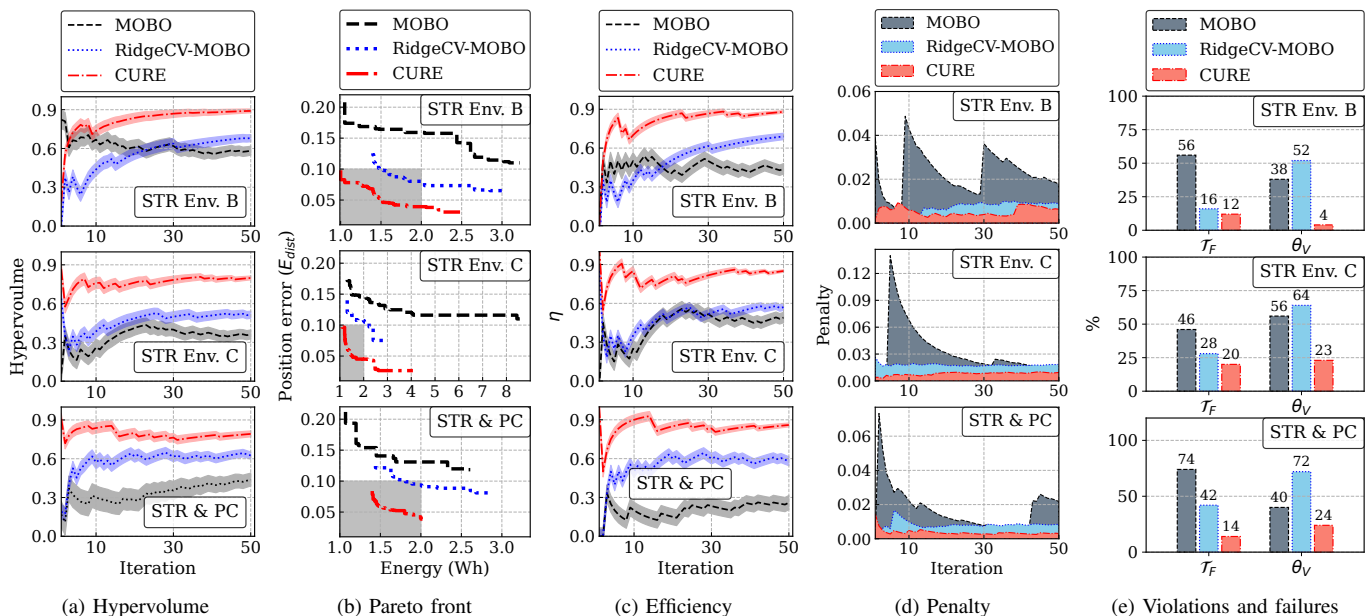 MOBO
RidgeCV-MOBO
CURE
MOBO
RidgeCV-MOBO
CURE
MOBO
RidgeCV-MOBO
CURE
MOBO
RidgeCV-MOBO
CURE
MOBO
RidgeCV-MOBO
CURE
Hypervoulme
0.9
0.6
0.3
0.0
STR Env. B
10 30 50
0.9
0.6
0.3
0.0
STR Env. C
10 30 50
0.9
0.6
0.3
0.0
STR & PC
10 30 50
Iteration
(a) Hypervolume
Position error (E_dist)
0.20
0.15
0.10
0.05
STR Env. B
1.0 1.5 2.0 2.5 3.0
0.20
0.15
0.10
0.05
STR Env. C
1 2 3 4 5 6 7 8
0.20
0.15
0.10
0.05
STR & PC
1.0 1.5 2.0 2.5 3.0
Energy (Wh)
(b) Pareto front
η
0.9
0.6
0.3
0.0
STR Env. B
10 30 50
0.9
0.6
0.3
0.0
STR Env. C
10 30 50
0.9
0.6
0.3
0.0
STR & PC
10 30 50
Iteration
(c) Efficiency
Penalty
0.06
0.04
0.02
0.00
STR Env. B
10 30 50
0.12
0.09
0.06
0.03
0.00
STR Env. C
10 30 50
0.06
0.04
0.02
0.00
STR & PC
10 30 50
Iteration
(d) Penalty
%
100
75
50
25
0
STR Env. B
56 16 12 38 52 4
T_F θ_V
100
75
50
25
0
STR Env. C
46 28 20 56 64 23
T_F θ_V
100
50
0
STR & PC
74 42 14 40 72 24
T_F θ_V
(e) Violations and failures